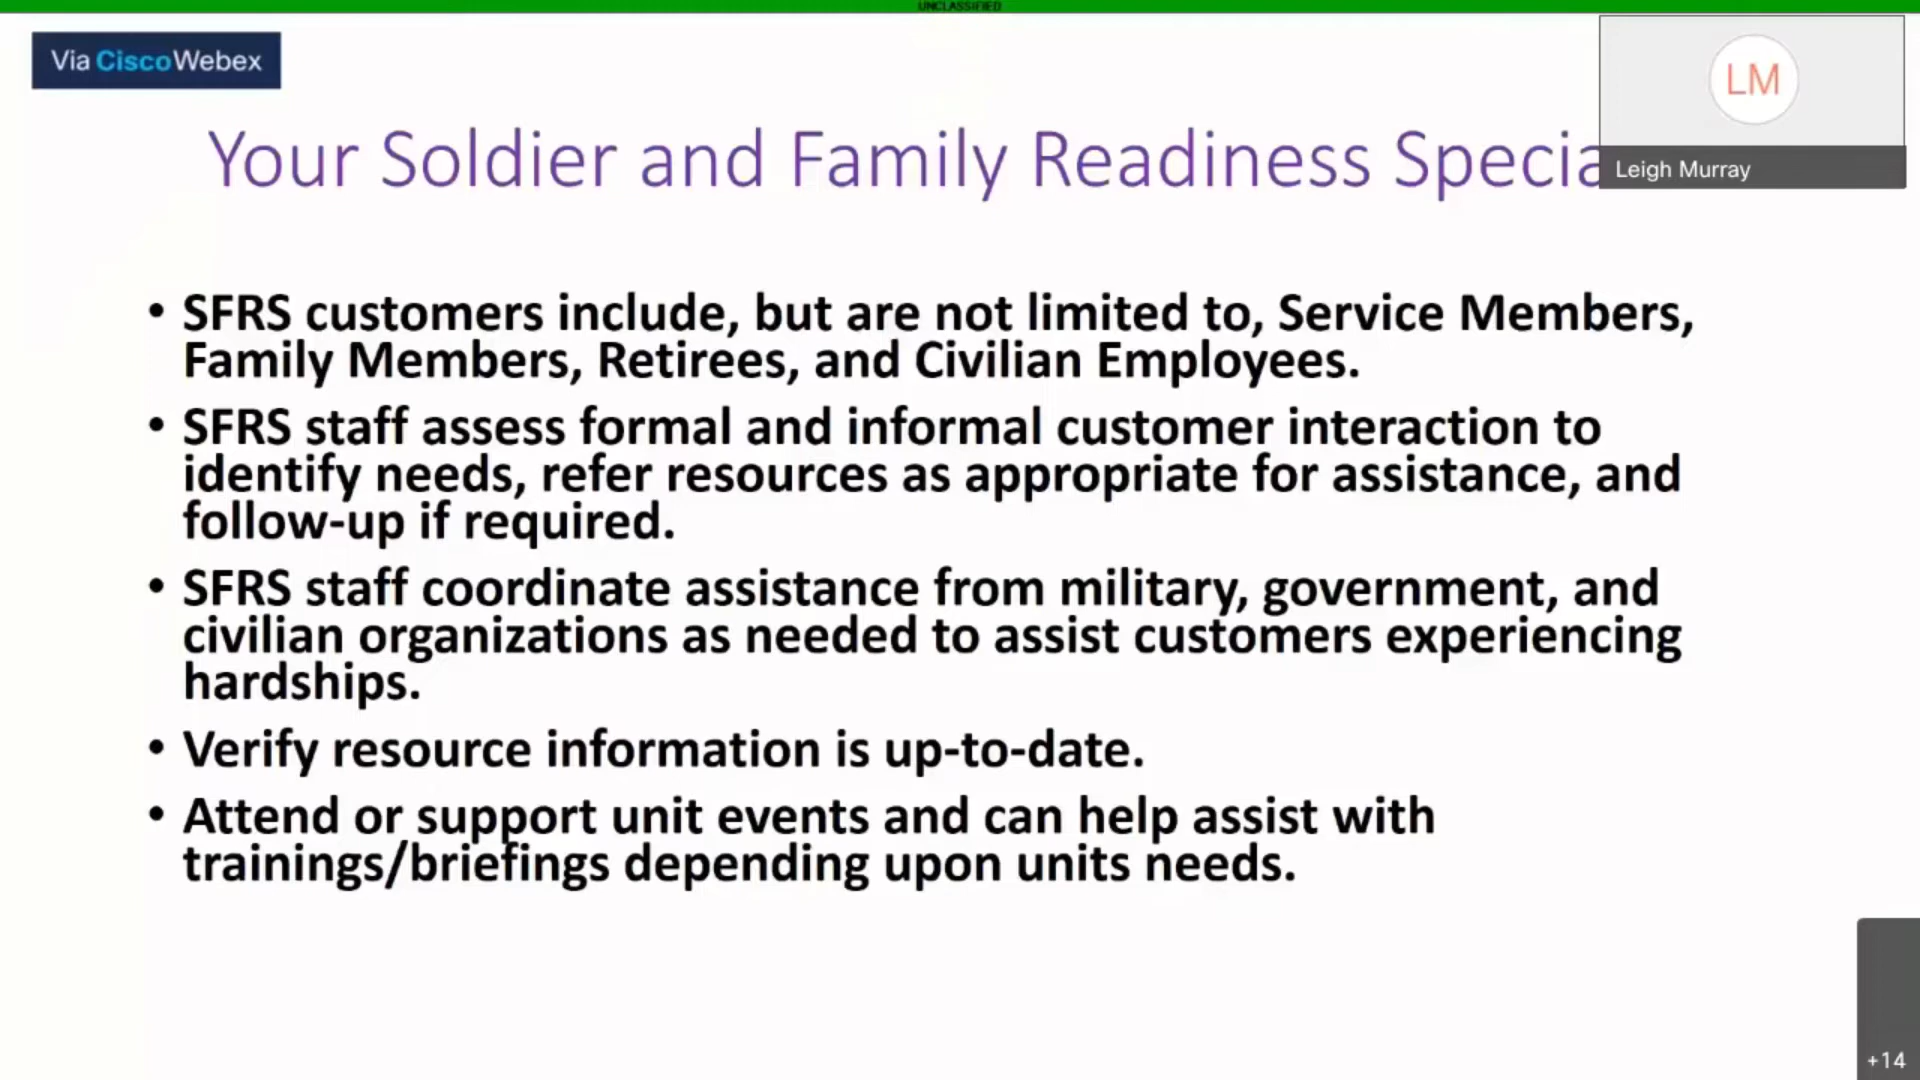 UNCLASSIFIED
Via CiscoWebex
LM
Leigh Murray
Your Soldier and Family Readiness Specia
• SFRS customers include, but are not limited to, Service Members,
Family Members, Retirees, and Civilian Employees.
• SFRS staff assess formal and informal customer interaction to
identify needs, refer resources as appropriate for assistance, and
follow-up if required.
• SFRS staff coordinate assistance from military, government, and
civilian organizations as needed to assist customers experiencing
hardships.
• Verify resource information is up-to-date.
• Attend or support unit events and can help assist with
trainings/briefings depending upon units needs.
+14